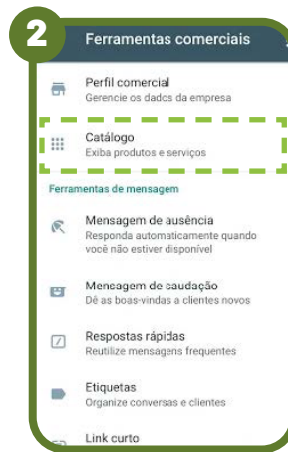 2
Ferramentas comerciais
Perfil comercial
Gerencie os dados da empresa
Catálogo
Exiba produtos e serviços
Ferramentas de mensagem
Mensagem de ausência
Responda automaticamente quando
você não estiver disponível
Mensagem de saudação
Dê as boas-vindas a clientes novos
Respostas rápidas
Reutilize mensagens frequentes
Etiquetas
Organize conversas e clientes
Link curto